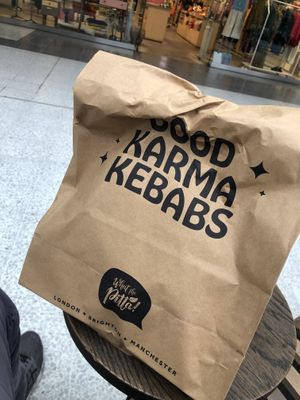 GOOD
KARMA
KEBABS
What the
Pitta!
LONDON + BRIGHTON + MANCHESTER